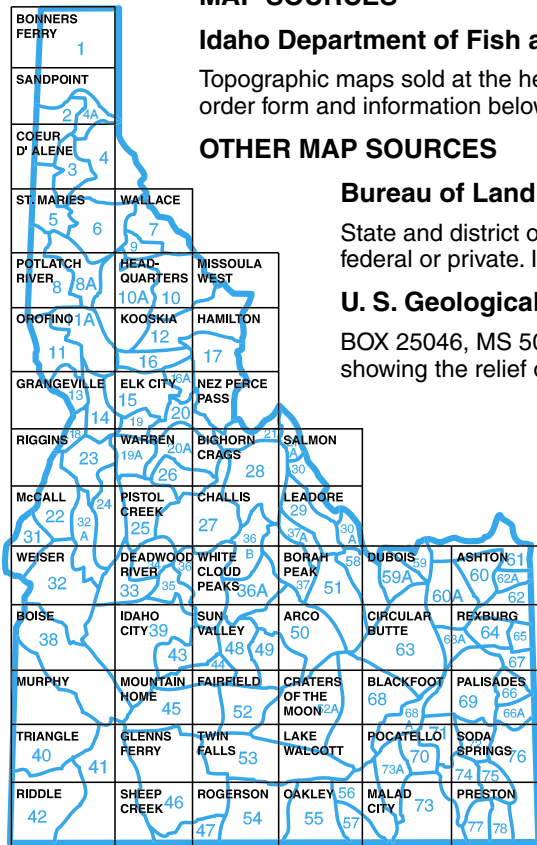 MAP SOURCES
Idaho Department of Fish a
Topographic maps sold at the he
order form and information below
OTHER MAP SOURCES
Bureau of Land
State and district o
federal or private. I
U. S. Geological
BOX 25046, MS 50
showing the relief o
BONNERS
FERRY
1
SANDPOINT
2 4A
COEUR
D' ALENE
3 4
ST. MARIES WALLACE
5 6 7
9
POTLATCH HEAD- MISSOULA
RIVER QUARTERS WEST
8 8A 10A 10
OROFINO 1A KOOSKIA HAMILTON
11 12 17
16
GRANGEVILLE ELK CITY 16A NEZ PERCE
PASS
13 14 15 19 20
RIGGINS 18 WARREN BIGHORN 21 SALMON
CRAGS
23 19A 20A 26 28 21 A 30
McCALL PISTOL CHALLIS LEADORE
CREEK
22 24 25 27 29
31 32 A 36 B 37A 30 A
WEISER DEADWOOD WHITE BORAH 58 DUBOIS 59 ASHTON 61
RIVER CLOUD PEAK
PEAKS
32 33 34 35 36 36A 37 51 59A 60A 60 62A 62
BOISE IDAHO SUN ARCO CIRCULAR REXBURG
CITY 39 VALLEY 50 BUTTE 64 65
38 43 44 48 49 63 63A 67
MURPHY MOUNTAIN FAIRFIELD CRATERS BLACKFOOT PALISADES
HOME OF THE
MOON 52A
45 52 68 68 69 66 66A
TRIANGLE GLENNS TWIN LAKE POCATELLO 71 SODA
FERRY FALLS WALCOTT SPRINGS 76
40 41 53 70 73A 74 75
RIDDLE SHEEP 46 ROGERSON OAKLEY 56 MALAD PRESTON
CREEK CITY
42 47 54 55 57 73 77 78